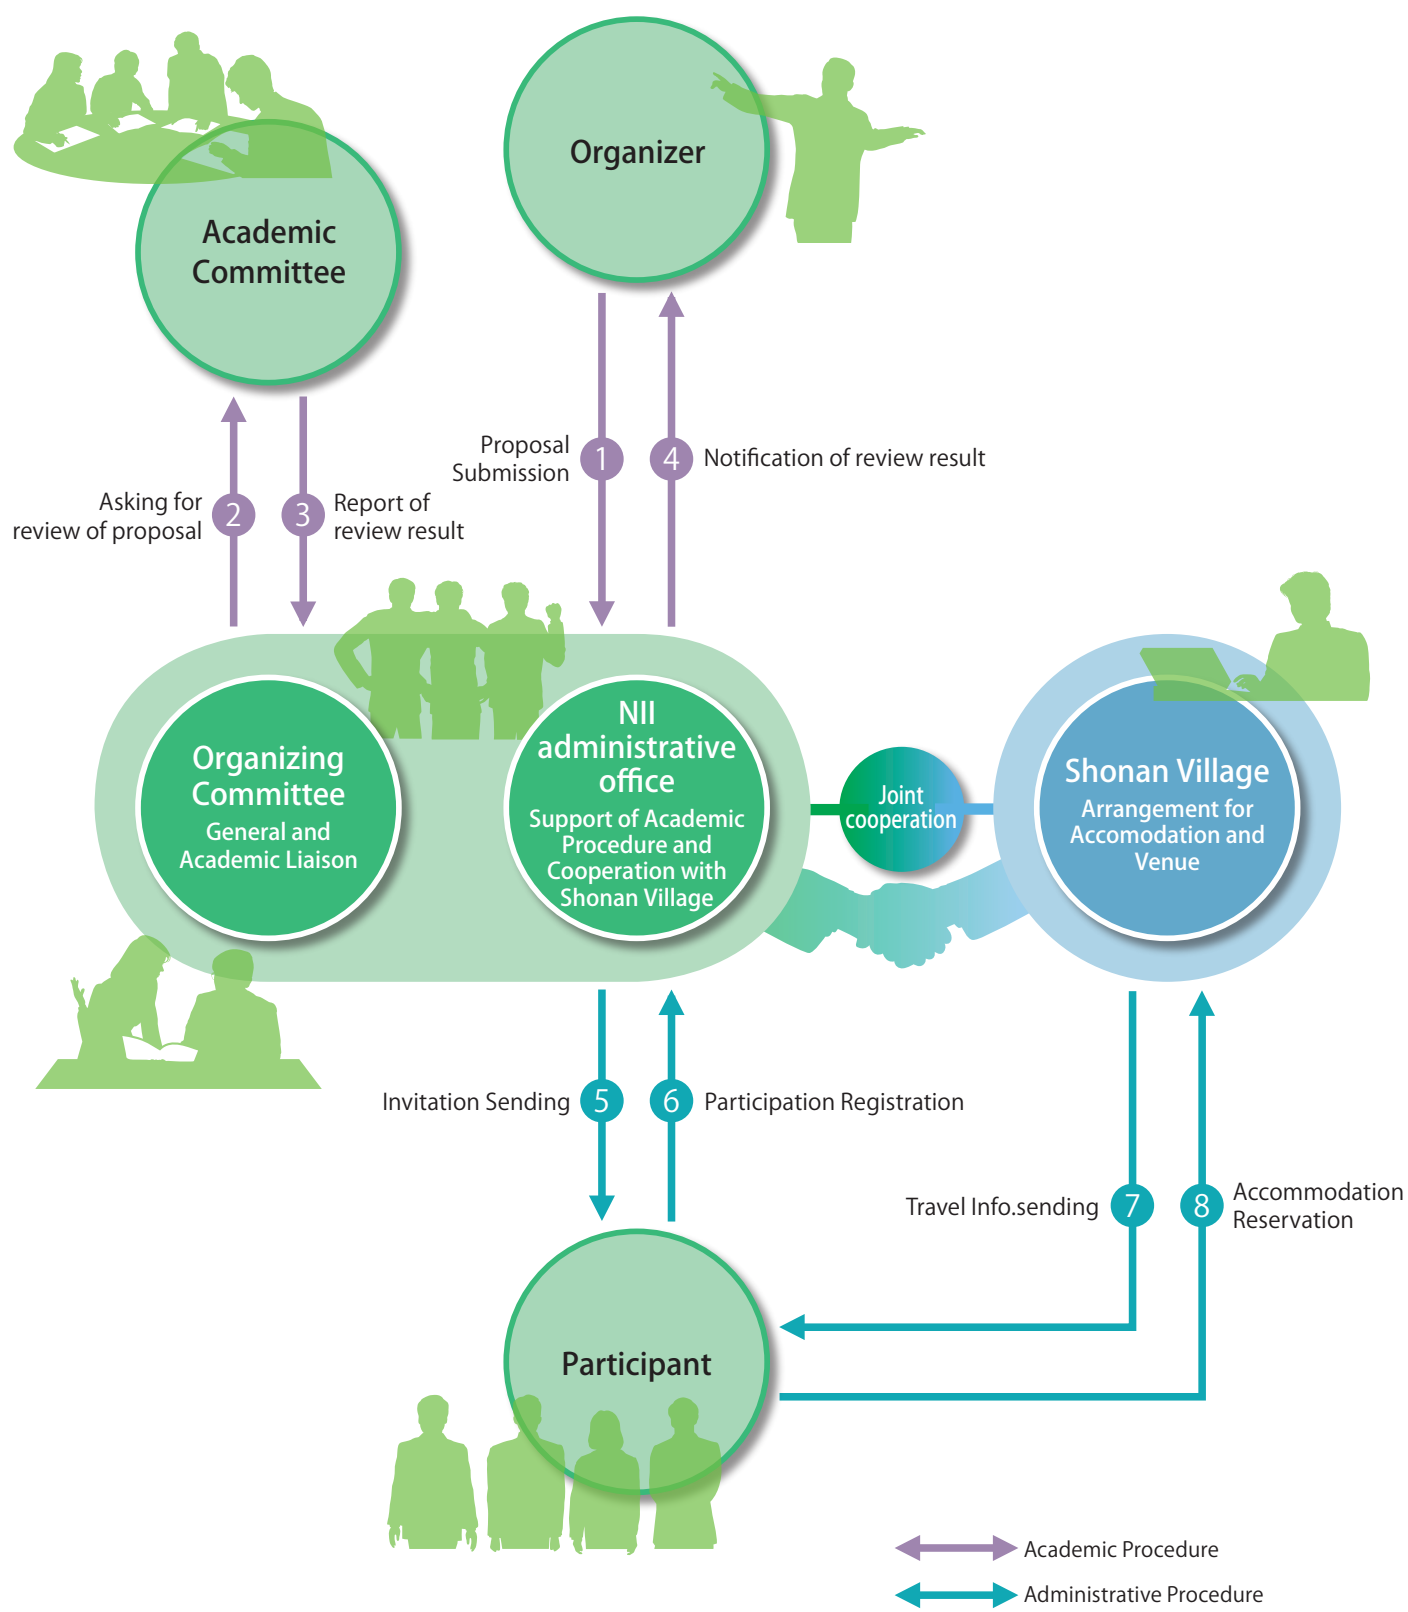 Organizer
Academic
Committee
Proposal
Submission
1
4
Notification of review result
Asking for
review of proposal
2
3
Report of
review result
Organizing
Committee
General and
Academic Liaison
NII
administrative
office
Support of Academic
Procedure and
Cooperation with
Shonan Village
Joint
cooperation
Shonan Village
Arrangement for
Accomodation and
Venue
Invitation Sending
5
6
Participation Registration
Travel Info.sending
7
8
Accommodation
Reservation
Participant
Academic Procedure
Administrative Procedure